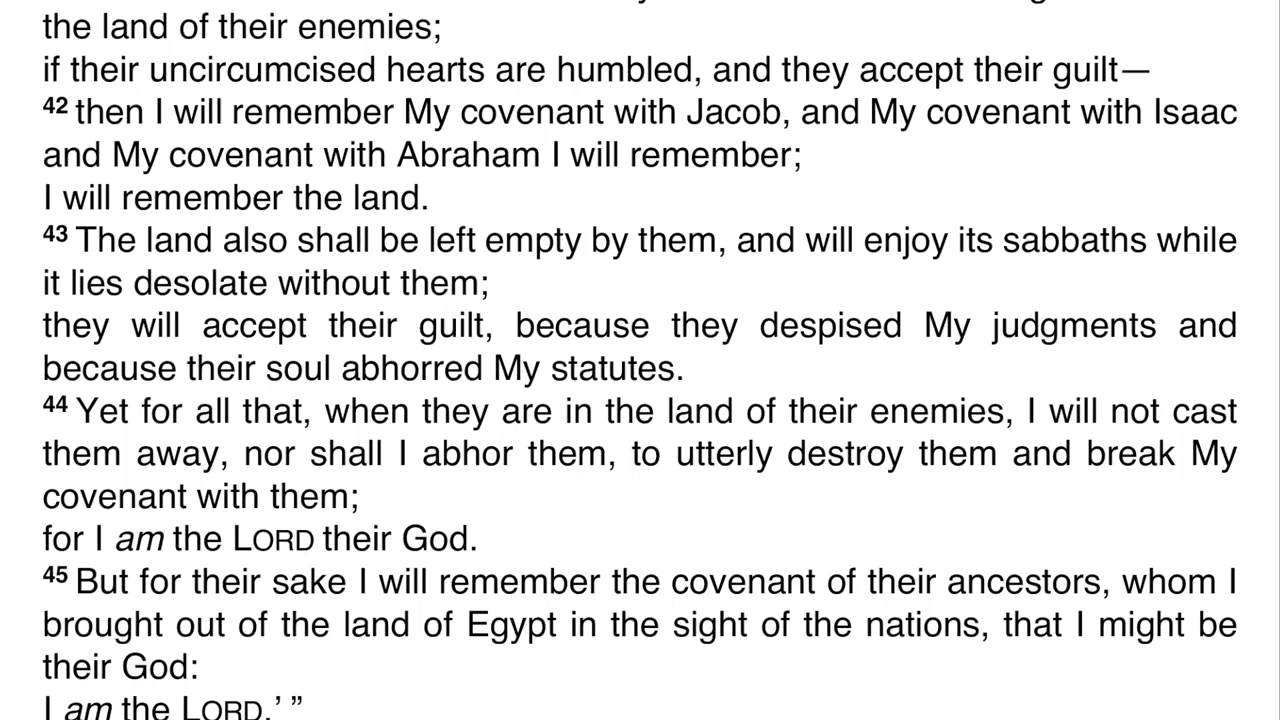 the land of their enemies;
if their uncircumcised hearts are humbled, and they accept their guilt—
42 then I will remember My covenant with Jacob, and My covenant with Isaac
and My covenant with Abraham I will remember;
I will remember the land.
43 The land also shall be left empty by them, and will enjoy its sabbaths while
it lies desolate without them;
they will accept their guilt, because they despised My judgments and
because their soul abhorred My statutes.
44 Yet for all that, when they are in the land of their enemies, I will not cast
them away, nor shall I abhor them, to utterly destroy them and break My
covenant with them;
for I am the LORD their God.
45 But for their sake I will remember the covenant of their ancestors, whom I
brought out of the land of Egypt in the sight of the nations, that I might be
their God:
I am the LORD.’ ”